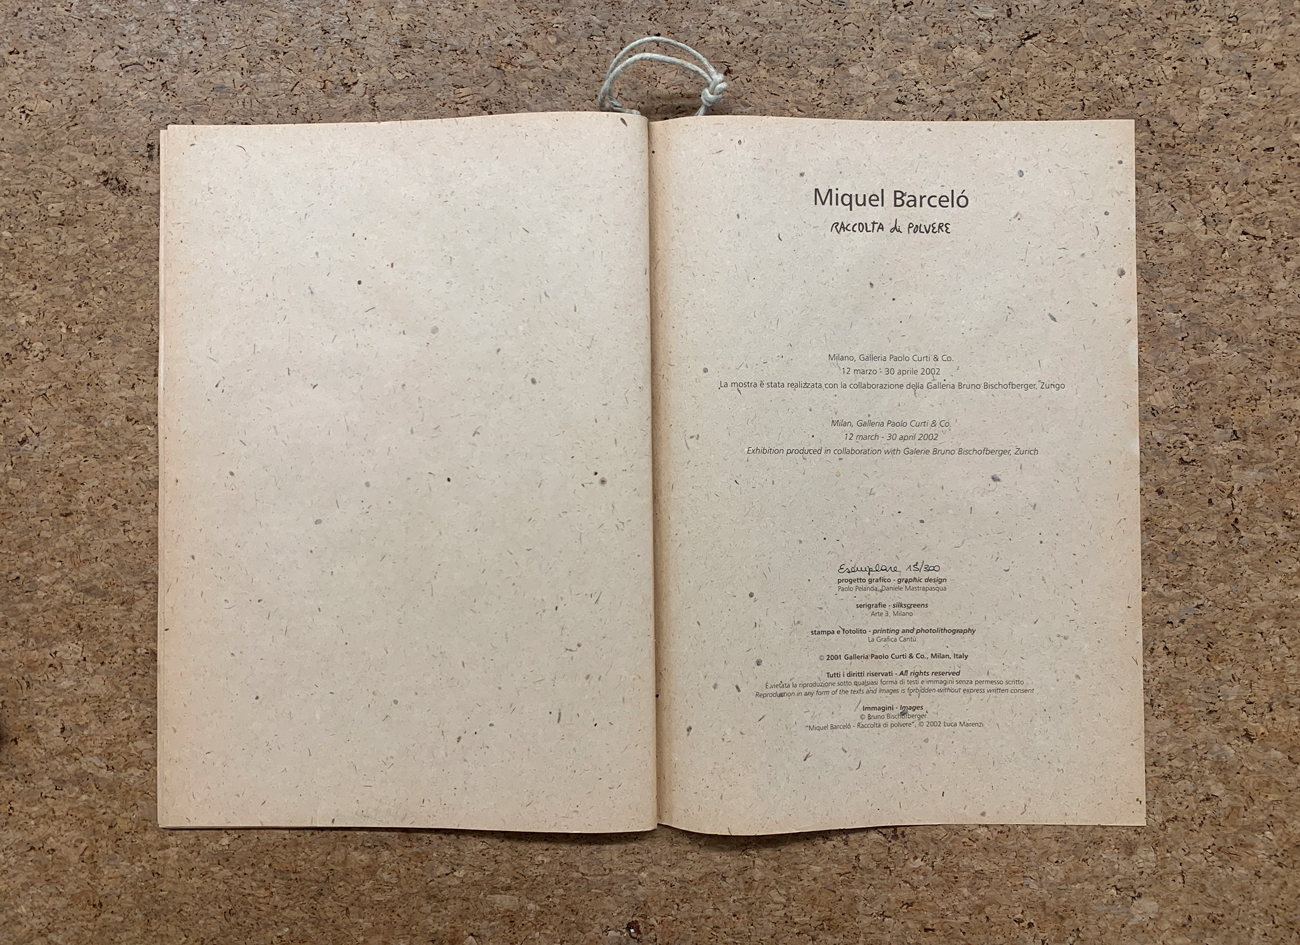 Miquel Barceló
RACCOLTA di POLVERE
Milano, Galleria Paolo Curti & Co.
12 marzo - 30 aprile 2002
La mostra è stata realizzata con la collaborazione della Galleria Bruno Bischofberger, Zurigo
Milan, Galleria Paolo Curti & Co.
12 march - 30 april 2002
Exhibition produced in collaboration with Galerie Bruno Bischofberger, Zurich
Esemplare 15/300
progetto grafico - graphic design
Paolo Pelanda, Daniele Mastrapasqua
serigrafie - silkscreens
Arte 3, Milano
stampa e fotolito - printing and photolithography
La Grafica Cantù
© 2001 Galleria Paolo Curti & Co., Milan, Italy
Tutti i diritti riservati - All rights reserved
È vietata la riproduzione sotto qualsiasi forma di testi e immagini senza permesso scritto
Reproduction in any form of the texts and images is forbidden without express written consent
Immagini - Images
© Bruno Bischofberger
"Miquel Barceló - Raccolta di polvere", © 2002 Luca Marenzi